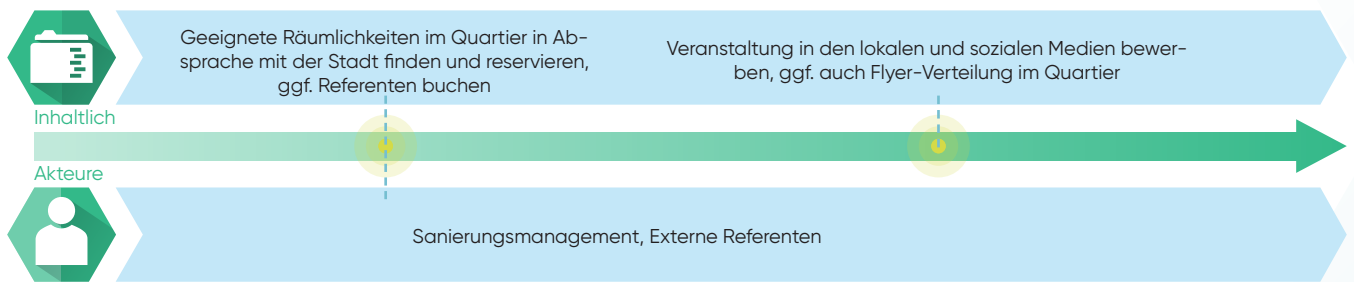 Geeignete Räumlichkeiten im Quartier in Ab-
sprache mit der Stadt finden und reservieren,
ggf. Referenten buchen
Veranstaltung in den lokalen und sozialen Medien bewer-
ben, ggf. auch Flyer-Verteilung im Quartier
Inhaltlich
Akteure
Sanierungsmanagement, Externe Referenten